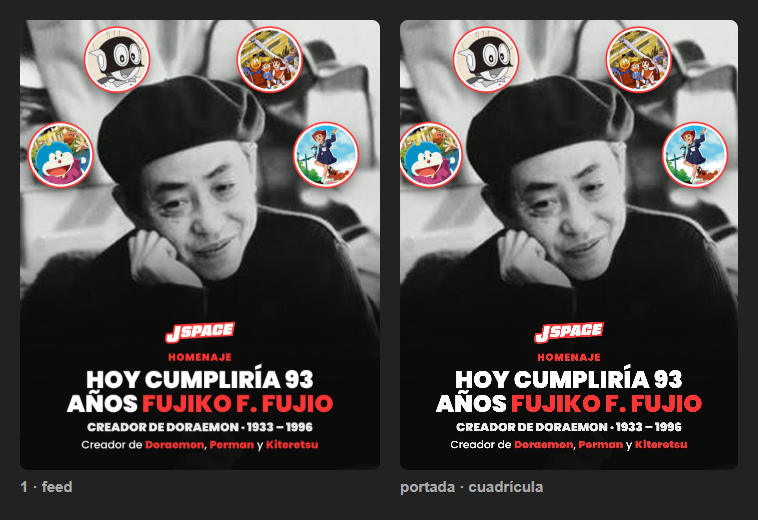 JSPACE
HOMENAJE
HOY CUMPLIRÍA 93
AÑOS FUJIKO F. FUJIO
CREADOR DE DORAEMON · 1933 – 1996
Creador de Doraemon, Perman y Kiteretsu
1 · feed
JSPACE
HOMENAJE
HOY CUMPLIRÍA 93
AÑOS FUJIKO F. FUJIO
CREADOR DE DORAEMON · 1933 – 1996
Creador de Doraemon, Perman y Kiteretsu
portada · cuadrícula